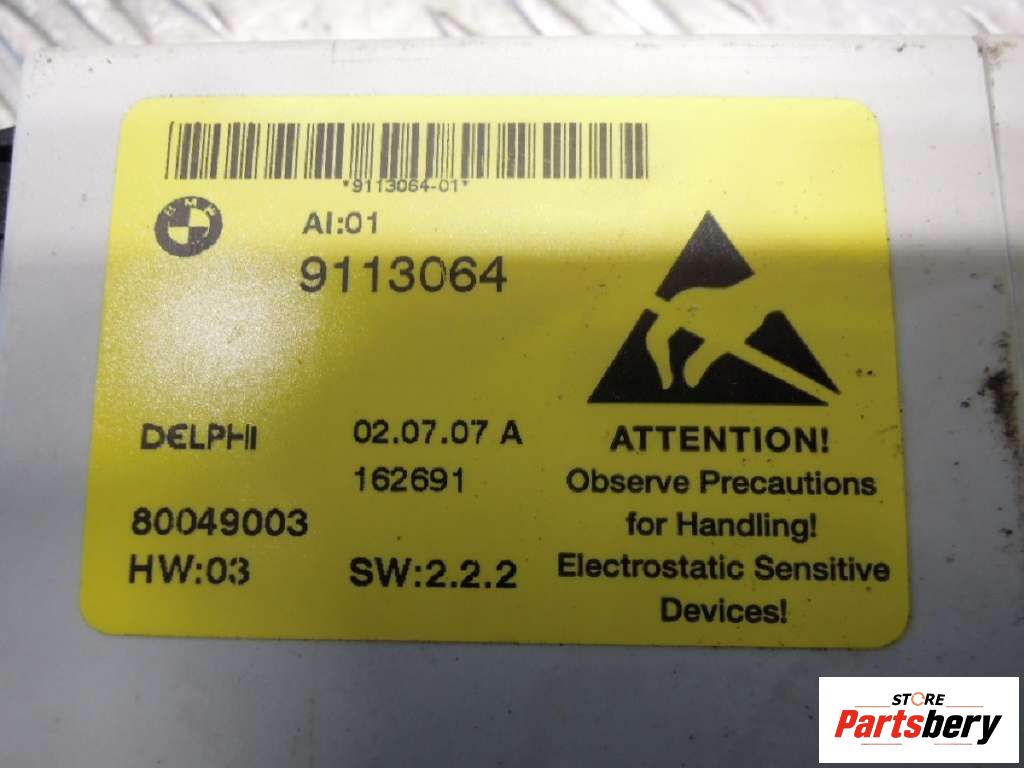 *9113064-01*
BMW
AI:01
9113064
DELPHI
02.07.07 A
162691
80049003
HW:03
SW:2.2.2
ATTENTION!
Observe Precautions
for Handling!
Electrostatic Sensitive
Devices!
STORE
Partsbery